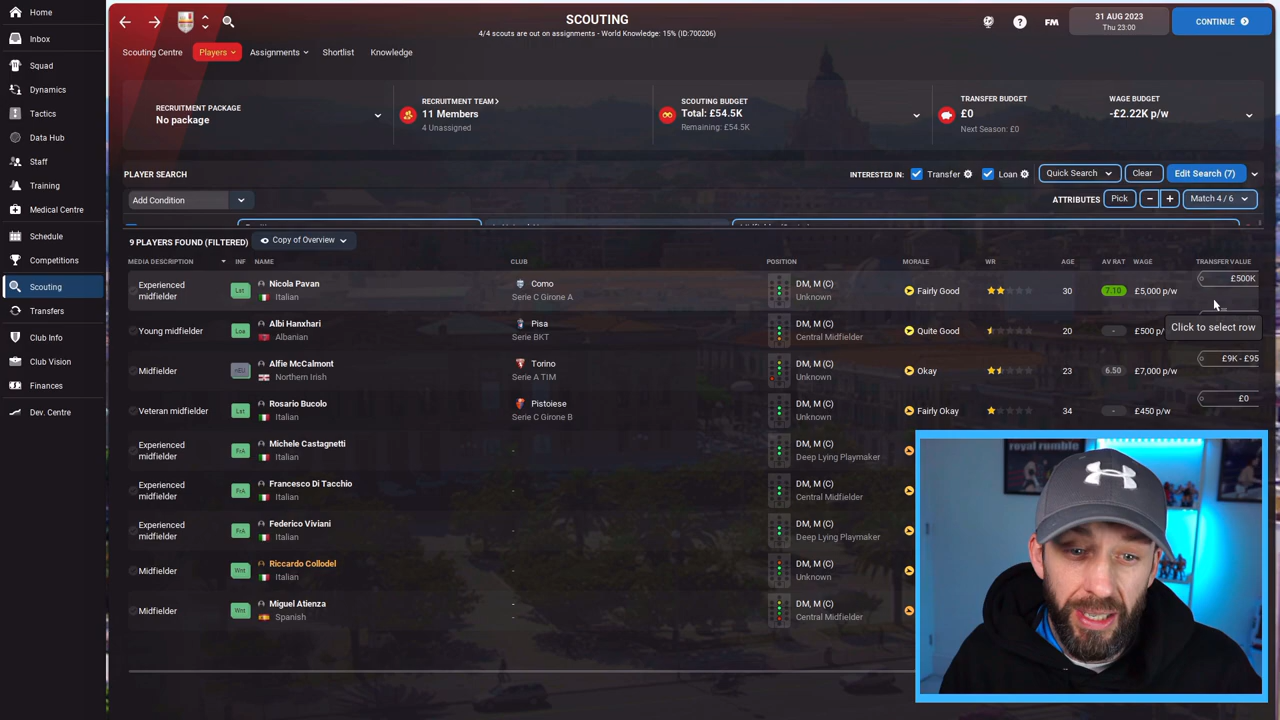 Home
Inbox
Squad
Dynamics
Tactics
Data Hub
Staff
Training
Medical Centre
Schedule
Competitions
Scouting
Transfers
Club Info
Club Vision
Finances
Dev. Centre
SCOUTING
4/4 scouts are out on assignments - World Knowledge: 15% (ID:700206)
? FM
31 AUG 2023
Thu 23:00
CONTINUE
Scouting Centre Players Assignments Shortlist Knowledge
RECRUITMENT PACKAGE
No package
RECRUITMENT TEAM
11 Members
4 Unassigned
SCOUTING BUDGET
Total: £54.5K
Remaining: £54.5K
TRANSFER BUDGET
£0
Next Season: £0
WAGE BUDGET
-£2.22K p/w
PLAYER SEARCH INTERESTED IN: Transfer Loan Quick Search Clear Edit Search (7)
Add Condition ATTRIBUTES Pick - + Match 4 / 6
9 PLAYERS FOUND (FILTERED) Copy of Overview
MEDIA DESCRIPTION INF NAME CLUB POSITION MORALE WR AGE AV RAT WAGE TRANSFER VALUE
Experienced midfielder Lst Nicola Pavan Italian Como Serie C Girone A DM, M (C) Unknown Fairly Good 30 7.10 £5,000 p/w £500K
Young midfielder Loa Albi Hanxhari Albanian Pisa Serie BKT DM, M (C) Central Midfielder Quite Good 20 - £500 p/w
Click to select row
Midfielder nEU Alfie McCalmont Northern Irish Torino Serie A TIM DM, M (C) Unknown Okay 23 6.50 £7,000 p/w £9K - £95
Veteran midfielder Lst Rosario Bucolo Italian Pistoiese Serie C Girone B DM, M (C) Unknown Fairly Okay 34 - £450 p/w £0
Experienced midfielder FrA Michele Castagnetti Italian - DM, M (C) Deep Lying Playmaker
Experienced midfielder FrA Francesco Di Tacchio Italian - DM, M (C) Central Midfielder
Experienced midfielder FrA Federico Viviani Italian - DM, M (C) Deep Lying Playmaker
Midfielder Wnt Riccardo Collodel Italian - DM, M (C) Unknown
Midfielder Wnt Miguel Atienza Spanish - DM, M (C) Central Midfielder
royal rumble